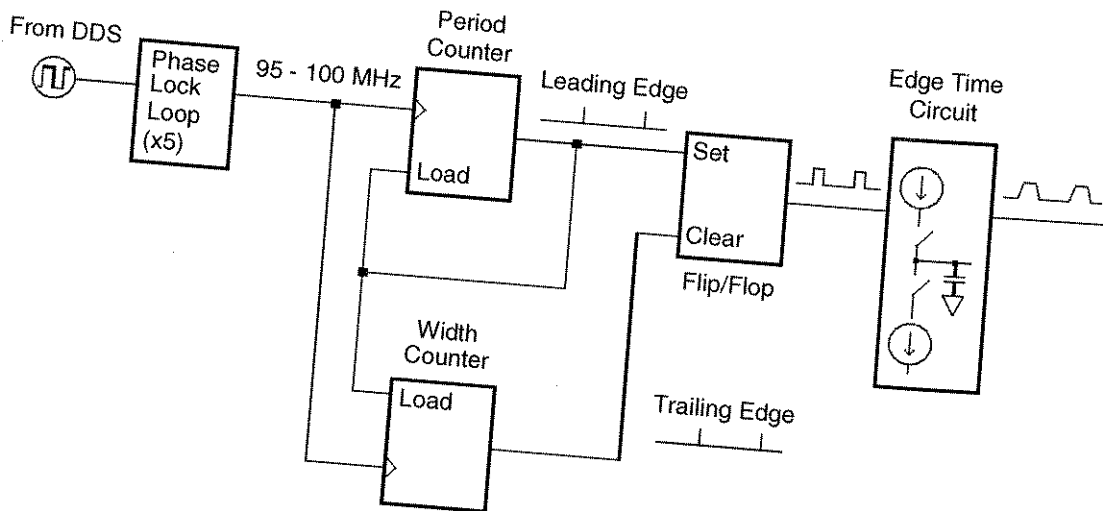 From DDS
Phase
Lock
Loop
(x5)
95 - 100 MHz
Period
Counter
Load
Leading Edge
Set
Clear
Flip/Flop
Edge Time
Circuit
Width
Counter
Load
Trailing Edge